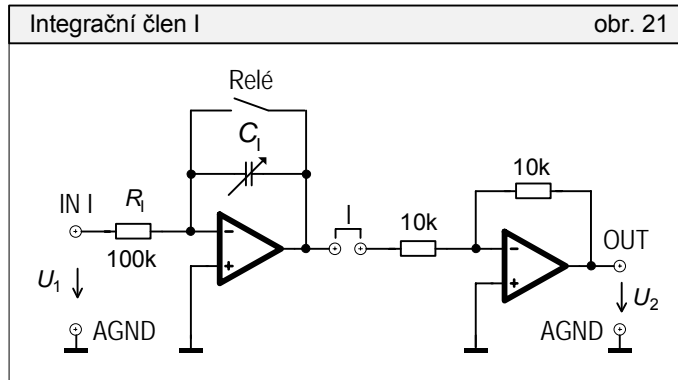 Integrační člen I obr. 21
Relé
C_I
10k
IN I
R_I
I
10k
OUT
100k
U_1
U_2
AGND
AGND